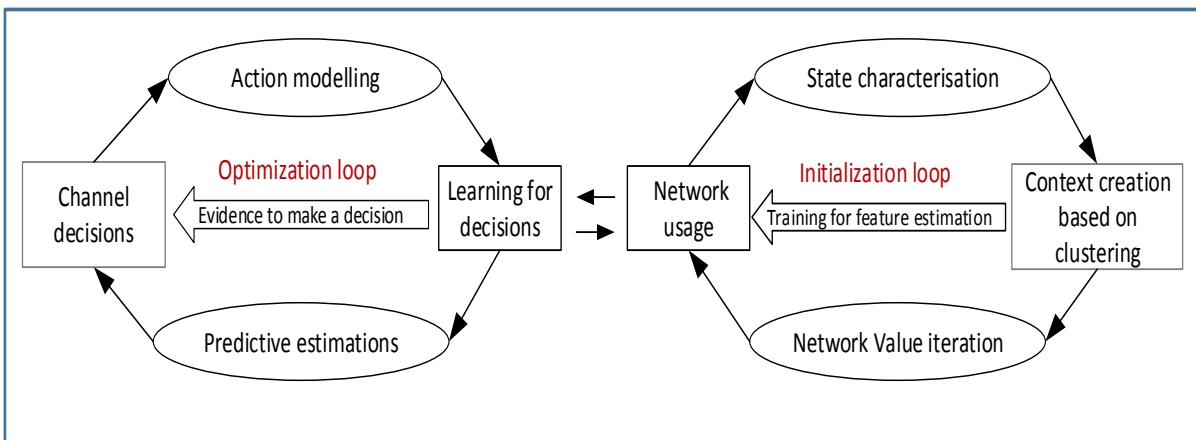 Action modelling
State characterisation
Optimization loop
Initialization loop
Channel
decisions
Evidence to make a decision
Learning for
decisions
Network
usage
Training for feature estimation
Context creation
based on
clustering
Predictive estimations
Network Value iteration